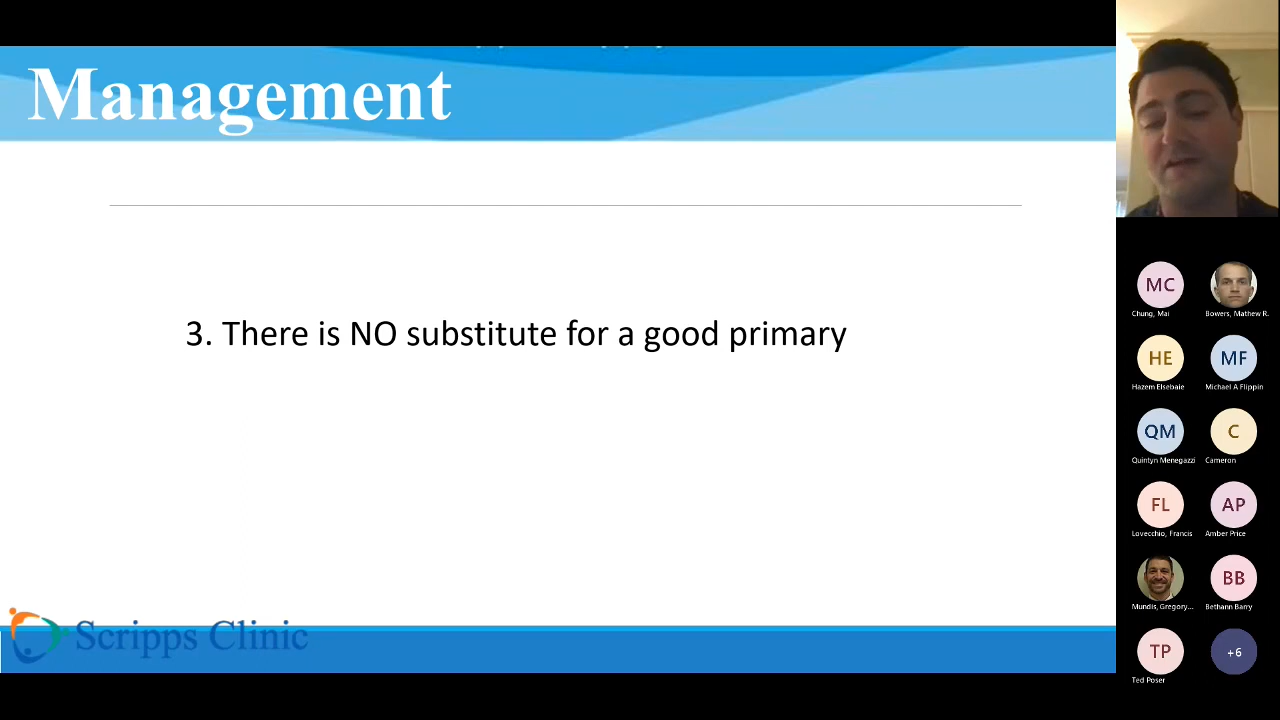 Management
3. There is NO substitute for a good primary
Scripps Clinic
MC
Chung, Mai
Bowers, Mathew R.
HE
Hazem Elsebaie
MF
Michael A Flippin
QM
Quintyn Menegazzi
C
Cameron
FL
Lovecchio, Francis
AP
Amber Price
Mundis, Gregory...
BB
Bethann Barry
TP
Ted Poser
+6